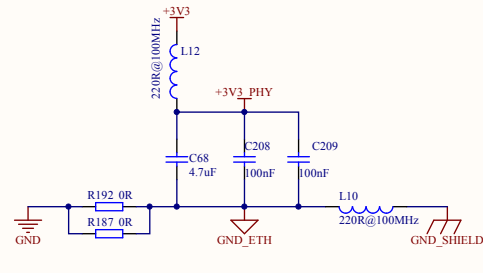 +3V3
220R@100MHz
L12
+3V3_PHY
C68
4.7uF
C208
100nF
C209
100nF
R192 0R
R187 0R
L10
220R@100MHz
GND
GND_ETH
GND_SHIELD